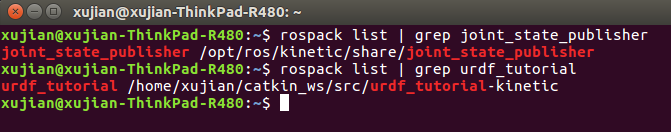 xujian@xujian-ThinkPad-R480: ~
xujian@xujian-ThinkPad-R480:~$ rospack list | grep joint_state_publisher
joint_state_publisher /opt/ros/kinetic/share/joint_state_publisher
xujian@xujian-ThinkPad-R480:~$ rospack list | grep urdf_tutorial
urdf_tutorial /home/xujian/catkin_ws/src/urdf_tutorial-kinetic
xujian@xujian-ThinkPad-R480:~$